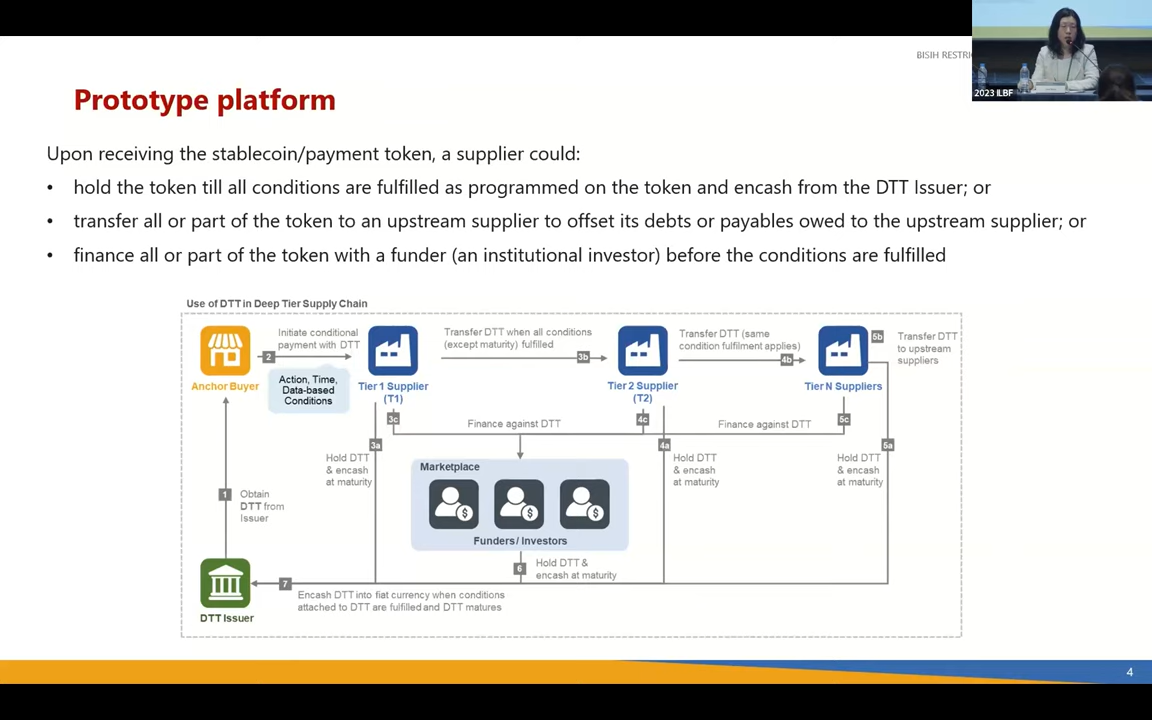 BISIH RESTRI
2023 ILBF
Prototype platform
Upon receiving the stablecoin/payment token, a supplier could:
• hold the token till all conditions are fulfilled as programmed on the token and encash from the DTT Issuer; or
• transfer all or part of the token to an upstream supplier to offset its debts or payables owed to the upstream supplier; or
• finance all or part of the token with a funder (an institutional investor) before the conditions are fulfilled
Use of DTT in Deep Tier Supply Chain
Initiate conditional
payment with DTT
2
Anchor Buyer
Action, Time,
Data-based
Conditions
Tier 1 Supplier
(T1)
Transfer DTT when all conditions
(except maturity) fulfilled
3b
Tier 2 Supplier
(T2)
Transfer DTT (same
condition fulfilment applies)
4b
Tier N Suppliers
5b
Transfer DTT
to upstream
suppliers
3c
Finance against DTT
4c
Finance against DTT
5c
3a
Hold DTT
& encash
at maturity
4a
Hold DTT
& encash
at maturity
5a
Hold DTT
& encash
at maturity
Marketplace
Funders/ Investors
1
Obtain
DTT from
Issuer
6
Hold DTT &
encash at maturity
7
Encash DTT into fiat currency when conditions
attached to DTT are fulfilled and DTT matures
DTT Issuer
4